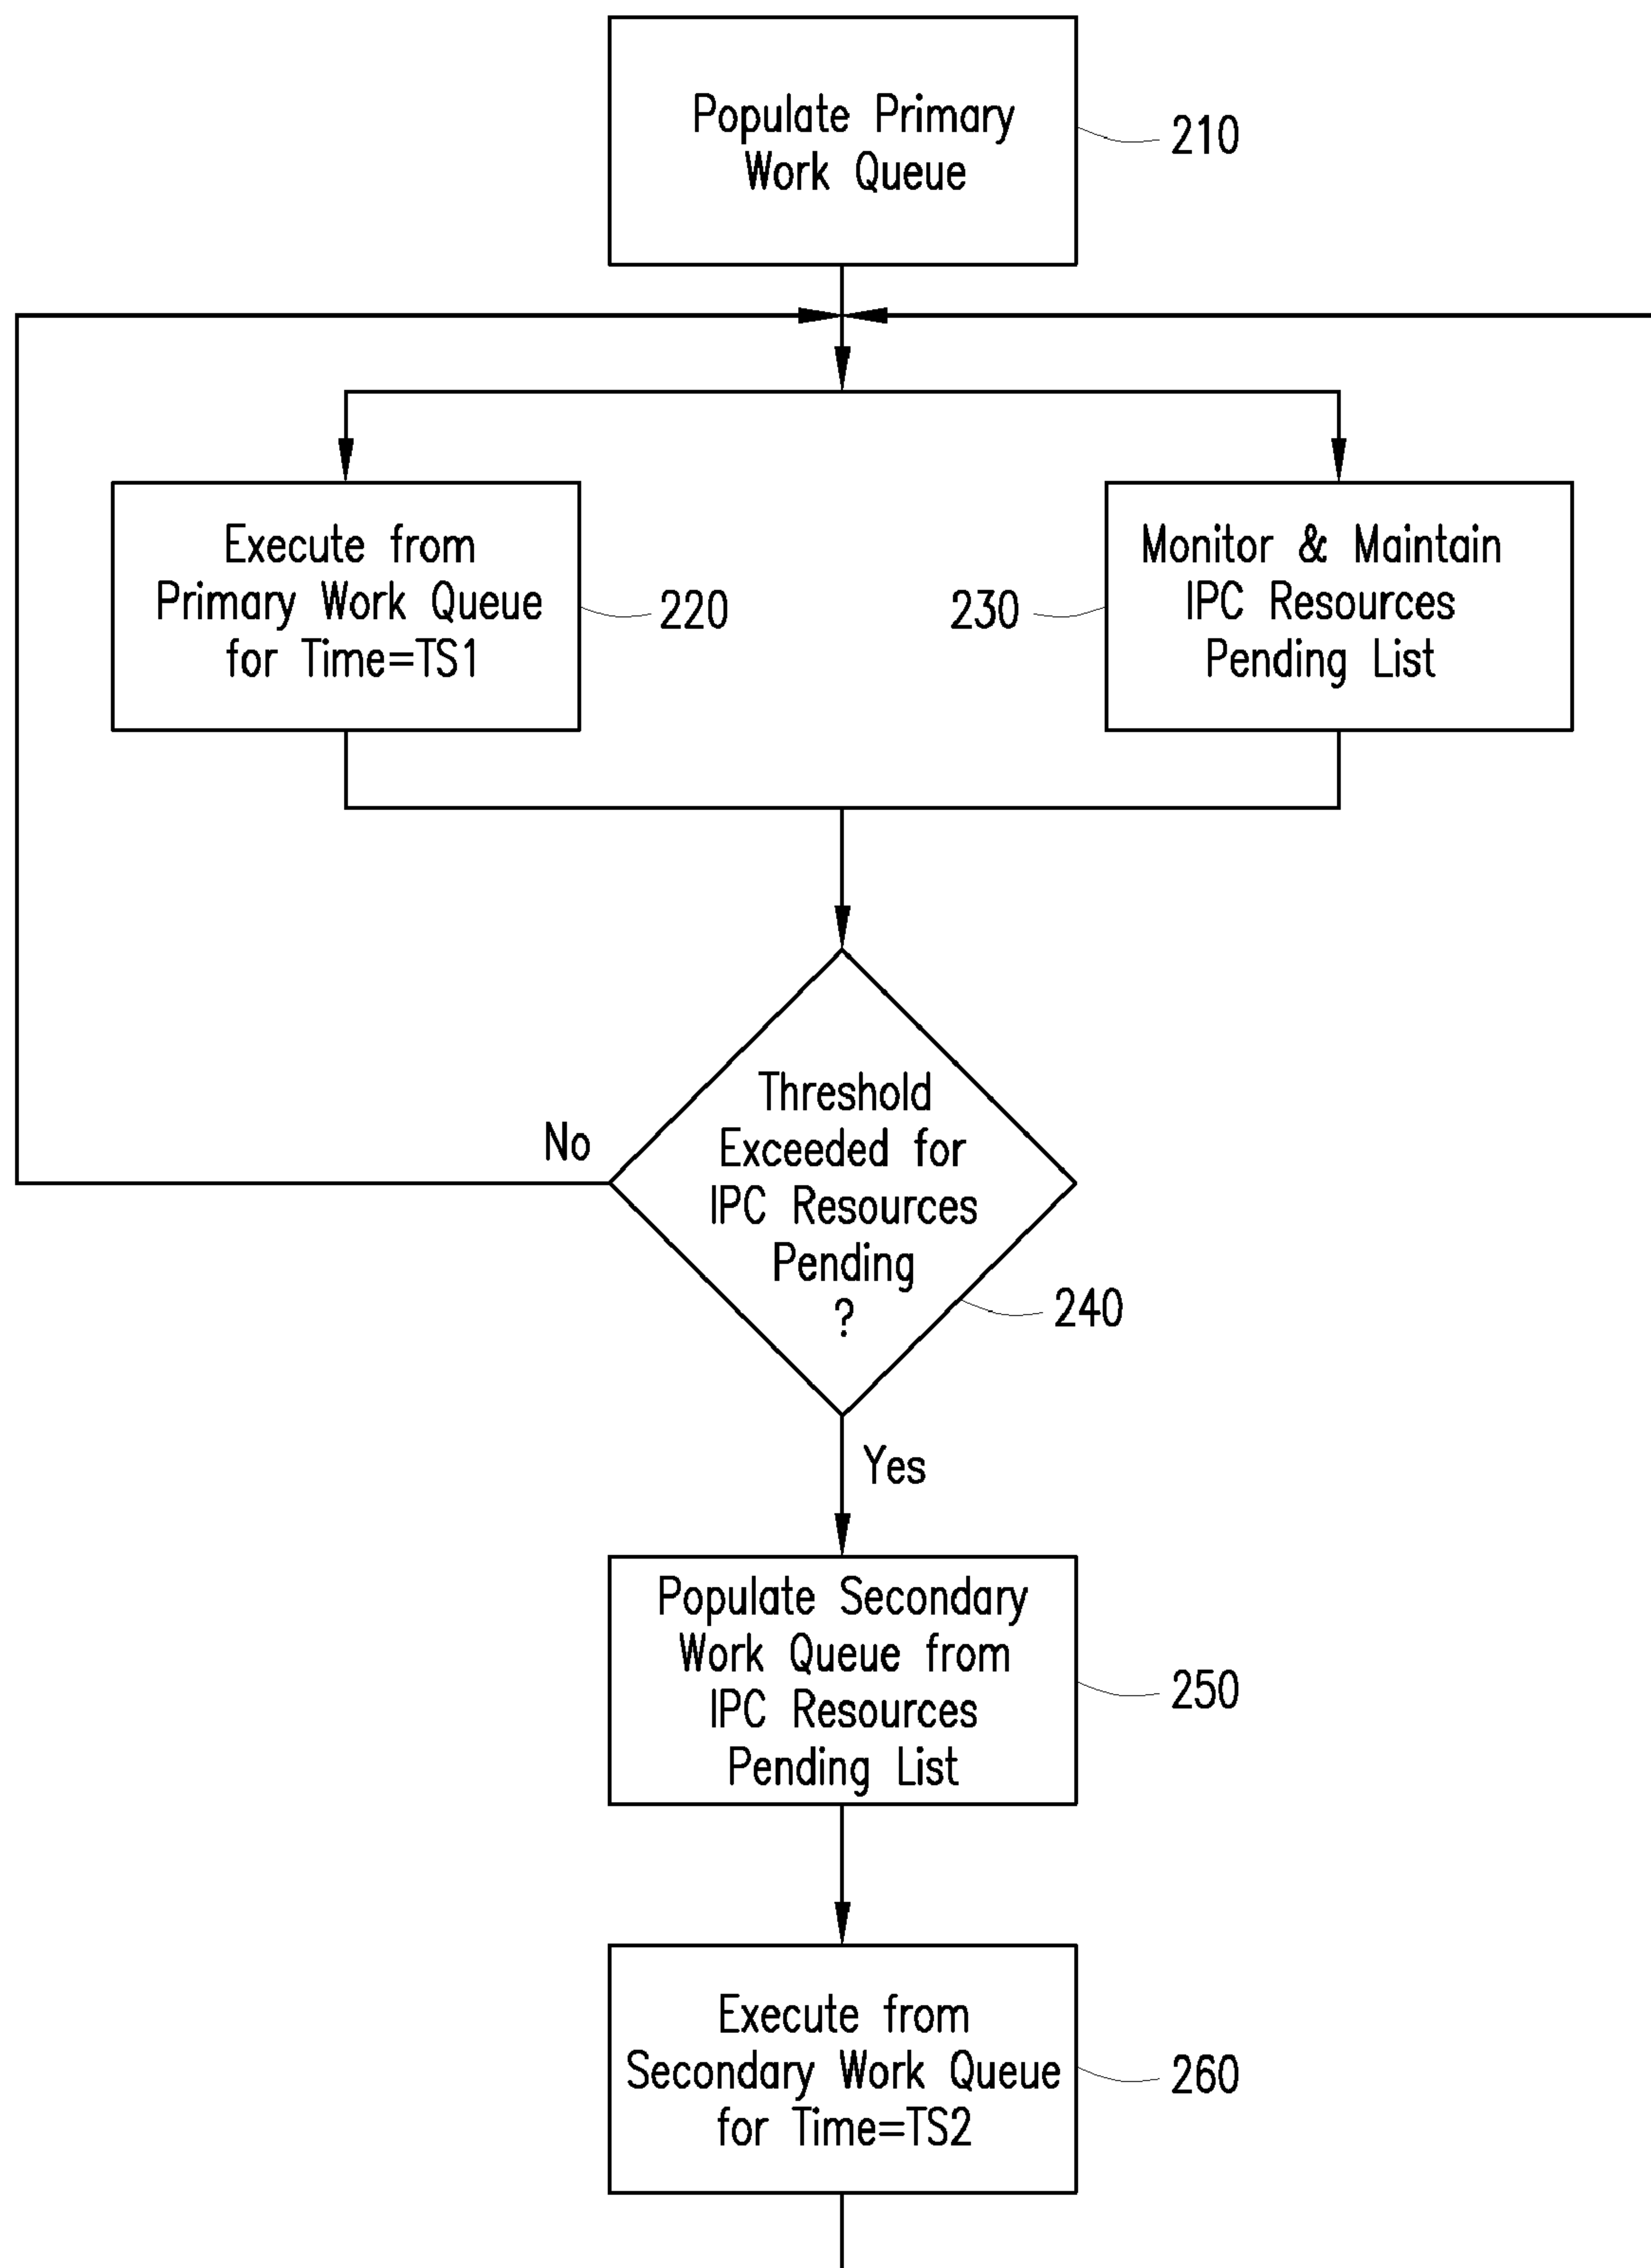 Populate Primary
Work Queue
210
Execute from
Primary Work Queue
for Time=TS1
220
230
Monitor & Maintain
IPC Resources
Pending List
Threshold
Exceeded for
IPC Resources
Pending
?
No
240
Yes
Populate Secondary
Work Queue from
IPC Resources
Pending List
250
Execute from
Secondary Work Queue
for Time=TS2
260